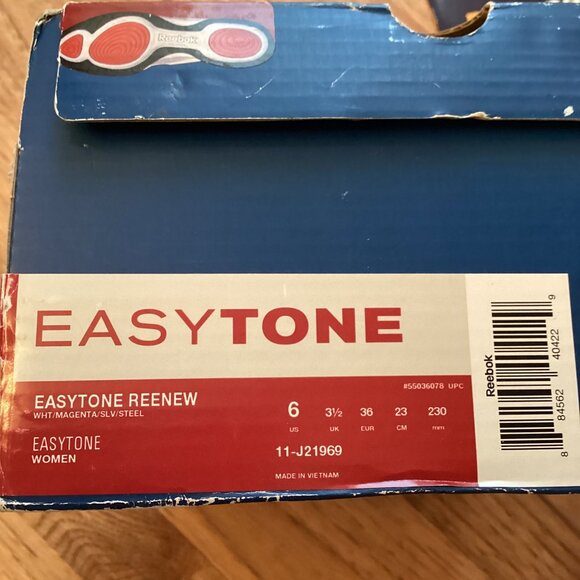 Reebok
EASYTONE
#55036078 UPC
EASYTONE REENEW
WHT/MAGENTA/SLV/STEEL
6 3½ 36 23 230
US UK EUR CM mm
EASYTONE
WOMEN
11-J21969
MADE IN VIETNAM
Reebok
8 84562 40422 9